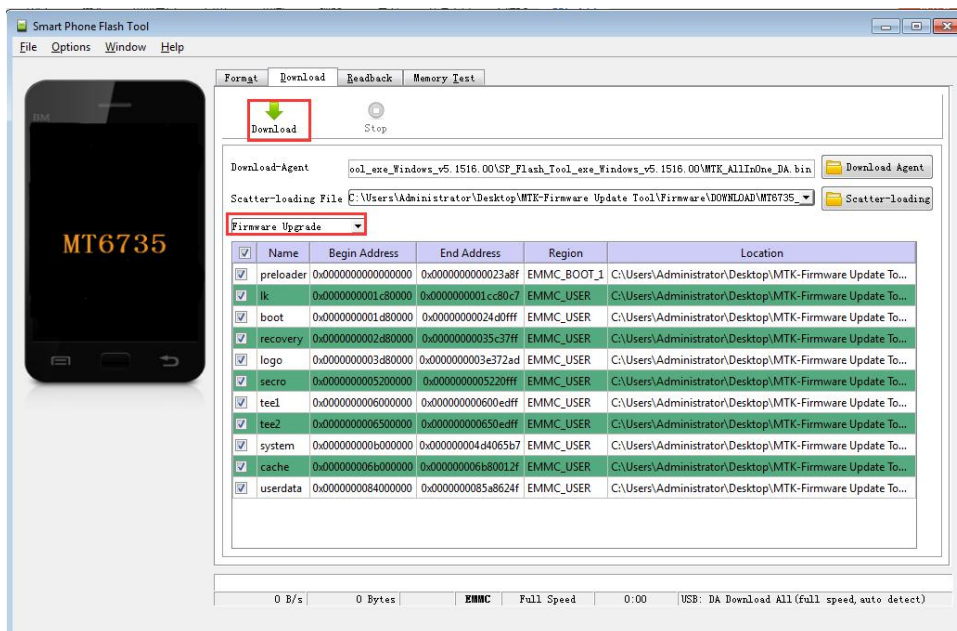 Smart Phone Flash Tool
File Options Window Help
Format Download Readback Memory Test
BM
Download Stop
Download-Agent ool_exe_Windows_v5.1516.00\SP_Flash_Tool_exe_Windows_v5.1516.00\MTK_AllInOne_DA.bin Download Agent
Scatter-loading File C:\Users\Administrator\Desktop\MTK-Firmware Update Tool\Firmware\DOWNLOAD\MT6735_ Scatter-loading
Firmware Upgrade
MT6735
Name Begin Address End Address Region Location
preloader 0x0000000000000000 0x0000000000023a8f EMMC_BOOT_1 C:\Users\Administrator\Desktop\MTK-Firmware Update To...
lk 0x0000000001c80000 0x0000000001cc80c7 EMMC_USER C:\Users\Administrator\Desktop\MTK-Firmware Update To...
boot 0x0000000001d80000 0x00000000024d0fff EMMC_USER C:\Users\Administrator\Desktop\MTK-Firmware Update To...
recovery 0x0000000002d80000 0x00000000035c37ff EMMC_USER C:\Users\Administrator\Desktop\MTK-Firmware Update To...
logo 0x0000000003d80000 0x0000000003e372ad EMMC_USER C:\Users\Administrator\Desktop\MTK-Firmware Update To...
secro 0x0000000005200000 0x0000000005220fff EMMC_USER C:\Users\Administrator\Desktop\MTK-Firmware Update To...
tee1 0x0000000006000000 0x000000000600edff EMMC_USER C:\Users\Administrator\Desktop\MTK-Firmware Update To...
tee2 0x0000000006500000 0x000000000650edff EMMC_USER C:\Users\Administrator\Desktop\MTK-Firmware Update To...
system 0x000000000b000000 0x000000004d4065b7 EMMC_USER C:\Users\Administrator\Desktop\MTK-Firmware Update To...
cache 0x000000006b000000 0x000000006b80012f EMMC_USER C:\Users\Administrator\Desktop\MTK-Firmware Update To...
userdata 0x0000000084000000 0x0000000085a8624f EMMC_USER C:\Users\Administrator\Desktop\MTK-Firmware Update To...
0 B/s 0 Bytes EMMC Full Speed 0:00 USB: DA Download All(full speed,auto detect)